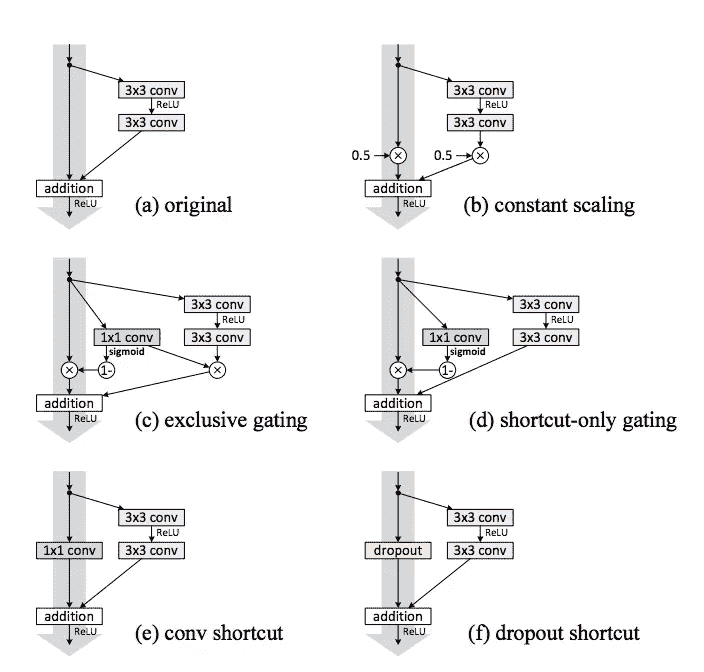 3x3 conv
ReLU
3x3 conv
addition
ReLU
(a) original
3x3 conv
ReLU
3x3 conv
0.5
×
0.5
×
addition
ReLU
(b) constant scaling
3x3 conv
ReLU
1x1 conv
3x3 conv
sigmoid
×
1-
×
addition
ReLU
(c) exclusive gating
3x3 conv
ReLU
1x1 conv
3x3 conv
sigmoid
×
1-
addition
ReLU
(d) shortcut-only gating
3x3 conv
ReLU
1x1 conv
3x3 conv
addition
ReLU
(e) conv shortcut
3x3 conv
ReLU
dropout
3x3 conv
addition
ReLU
(f) dropout shortcut